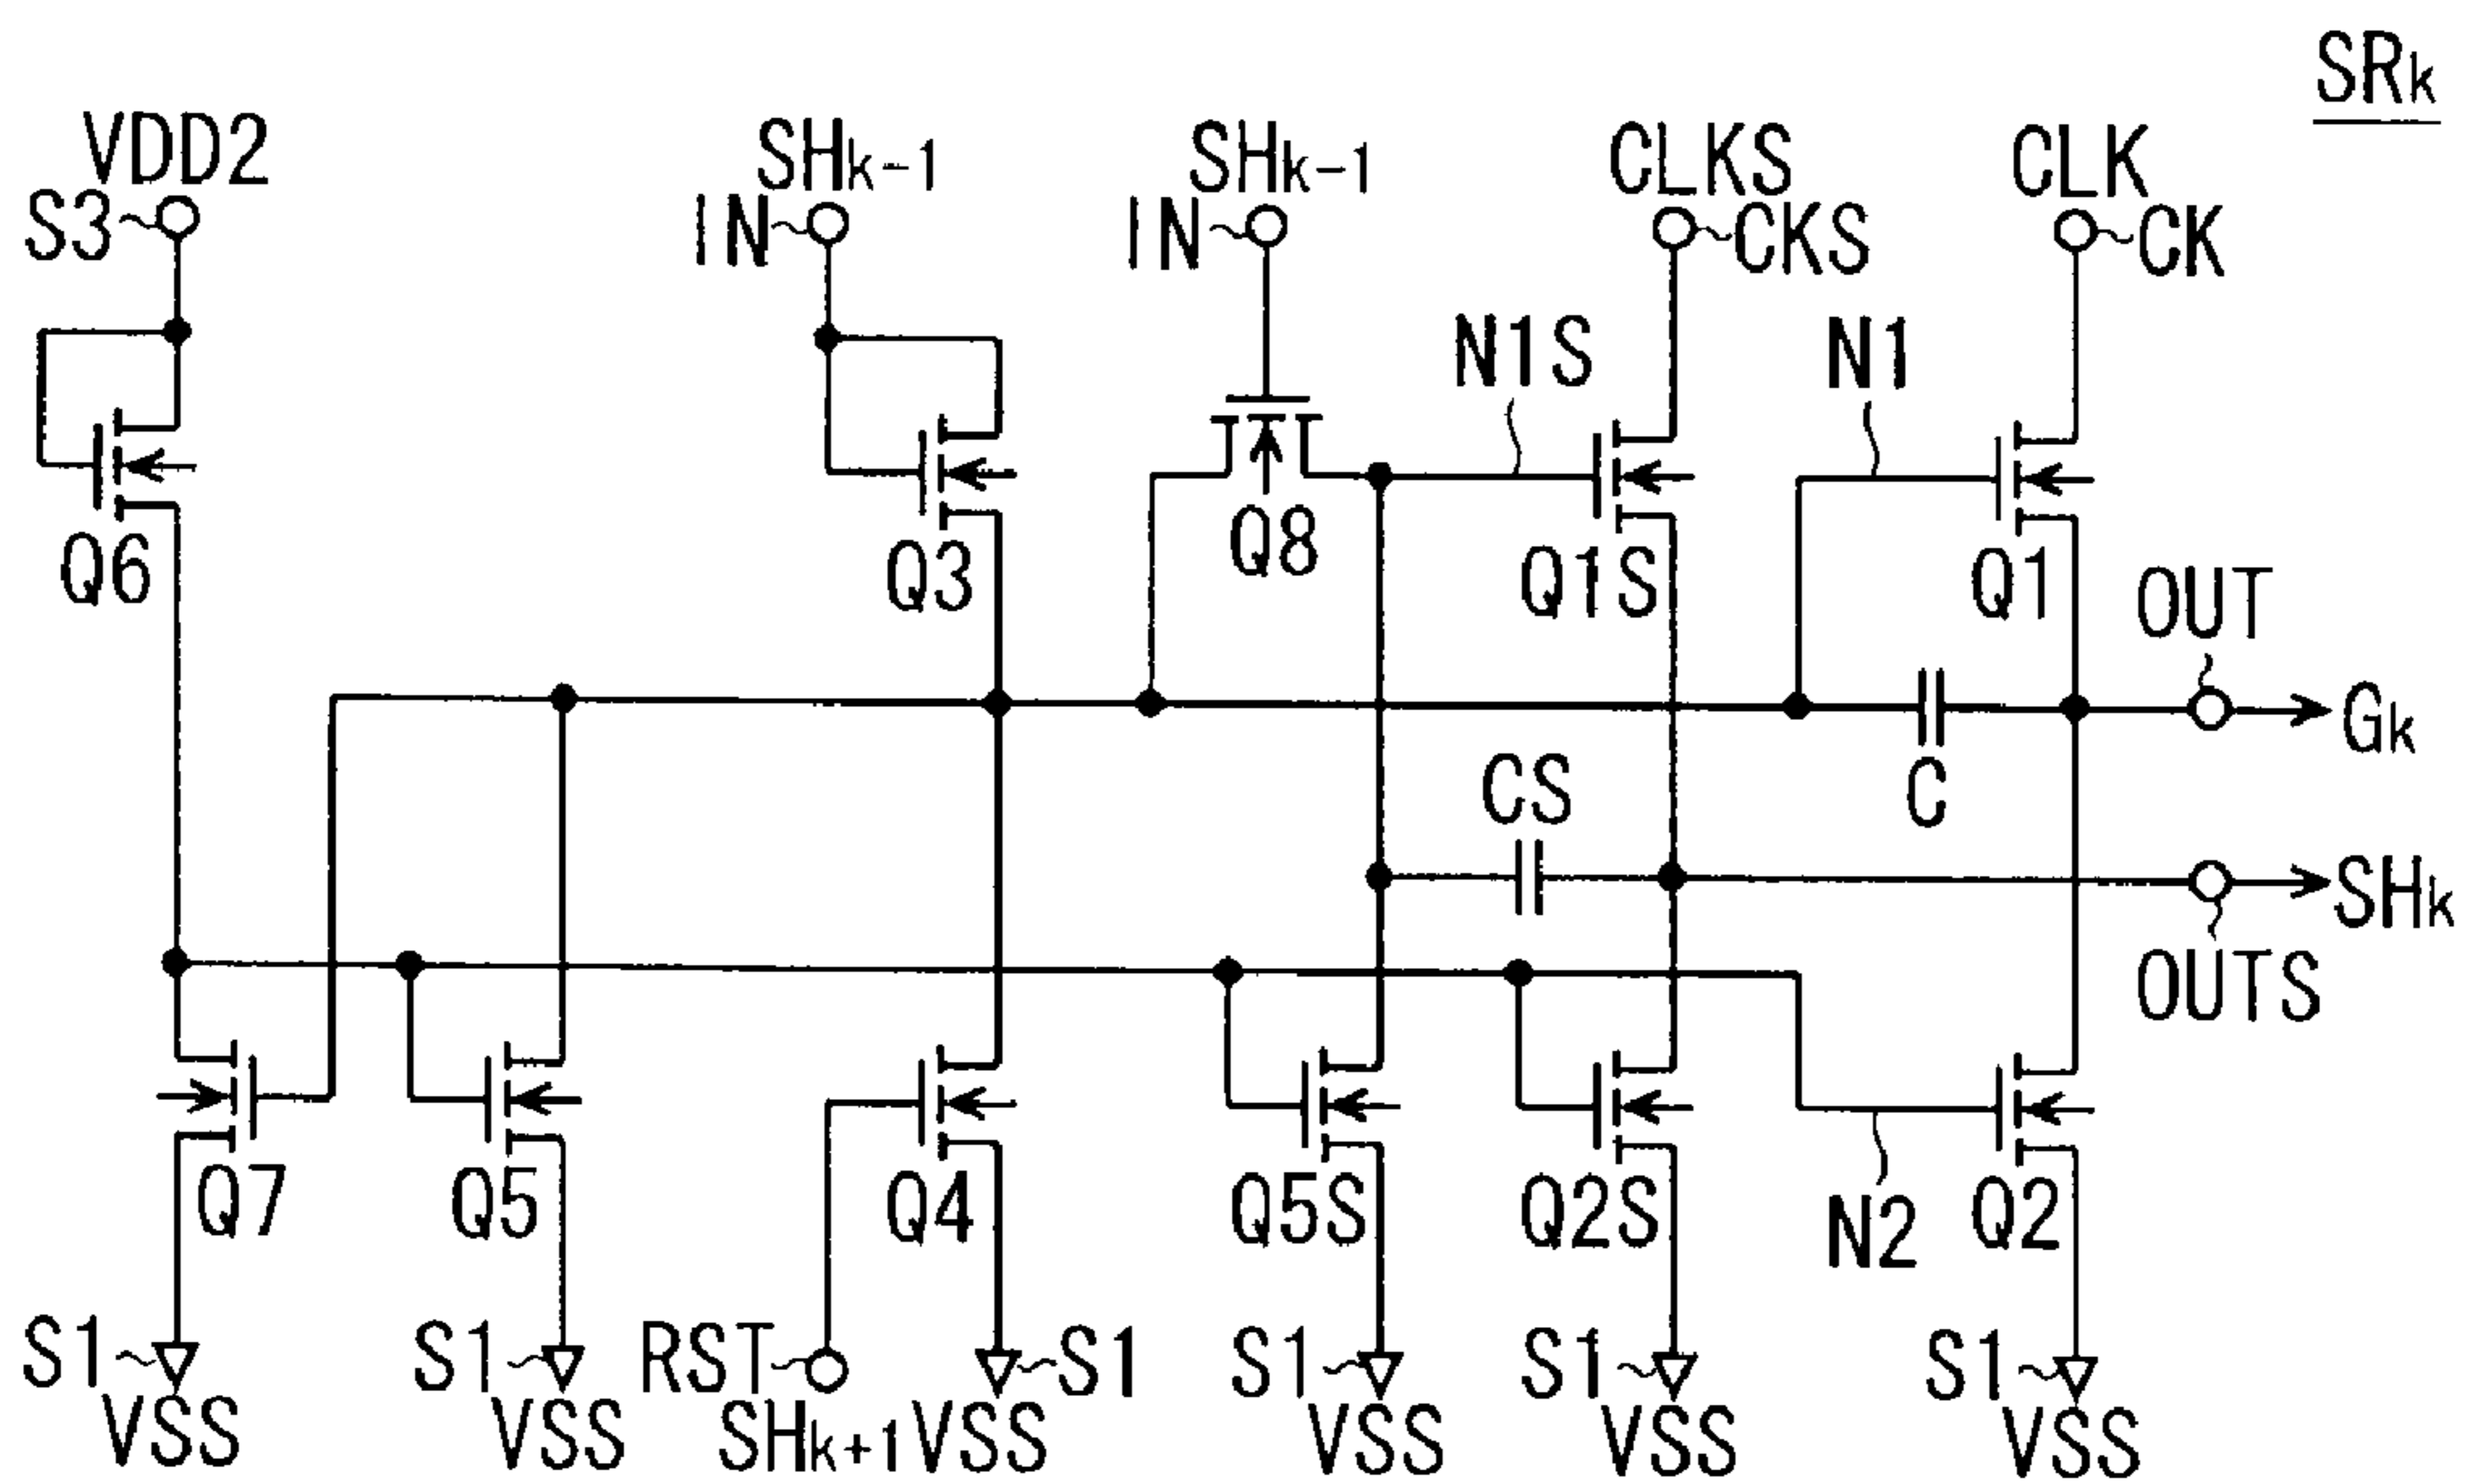 SRk
VDD2
S3
SHk-1
IN
SHk-1
IN
CLKS
CKS
CLK
CK
N1S
N1
Q6
Q3
Q8
Q1S
Q1
OUT
Gk
C
CS
SHk
OUTS
Q7
Q5
Q4
Q5S
Q2S
N2
Q2
S1
VSS
S1
VSS
RST
SHk+1
S1
VSS
S1
VSS
S1
VSS
S1
VSS